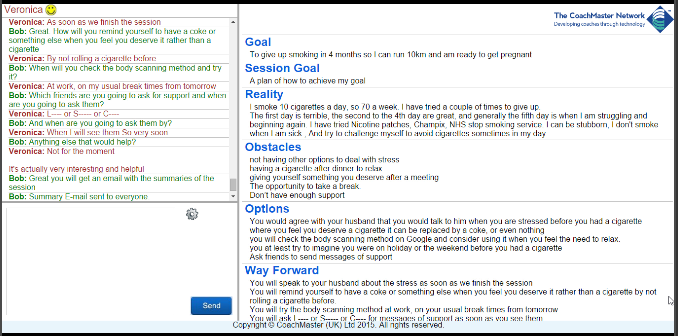 Veronica
Veronica: As soon as we finish the session
Bob: Great. How will you remind yourself to have a coke or
something else when you feel you deserve it rather than a
cigarette
Veronica: By not rolling a cigarette before
Bob: When will you check the body scanning method and try
it?
Veronica: At work, on my usual break times from tomorrow
Bob: Which friends are you going to ask for support and when
are you going to ask them?
Veronica: L---- or S----- or C----
Bob: And when are you going to ask them by?
Veronica: When I will see them So very soon
Bob: Anything else that would help?
Veronica: Not for the moment
It's actually very interesting and helpful
Bob: Great you will get an email with the summaries of the
session
Bob: Summary E-mail sent to everyone
Send
The CoachMaster Network
Developing coaches through technology
Goal
To give up smoking in 4 months so I can run 10km and am ready to get pregnant
Session Goal
A plan of how to achieve my goal
Reality
I smoke 10 cigarettes a day, so 70 a week. I have tried a couple of times to give up.
The first day is terrible, the second to the 4th day are great, and generally the fifth day is when I am struggling and
beginning again. I have tried Nicotine patches, Champix, NHS stop smoking service. I can be stubborn, I don't smoke
when I am sick , And try to challenge myself to avoid cigarettes sometimes in my day
Obstacles
not having other options to deal with stress
having a cigarette after dinner to relax
giving yourself something you deserve after a meeting
The opportunity to take a break
Don't have enough support
Options
You would agree with your husband that you would talk to him when you are stressed before you had a cigarette
where you feel you deserve a cigarette it can be replaced by a coke, or even nothing
you will check the body scanning method on Google and consider using it when you feel the need to relax.
you at least try to imagine you were on holiday or the weekend before you had a cigarette
Ask friends to send messages of support
Way Forward
You will speak to your husband about the stress as soon as we finish the session
You will remind yourself to have a coke or something else when you feel you deserve it rather than a cigarette by not
rolling a cigarette before.
You will try the body scanning method at work, on your usual break times from tomorrow
You will ask L---- or S----- or C---- for messages of support as soon as you see them
Copyright © CoachMaster (UK) Ltd 2015. All rights reserved.